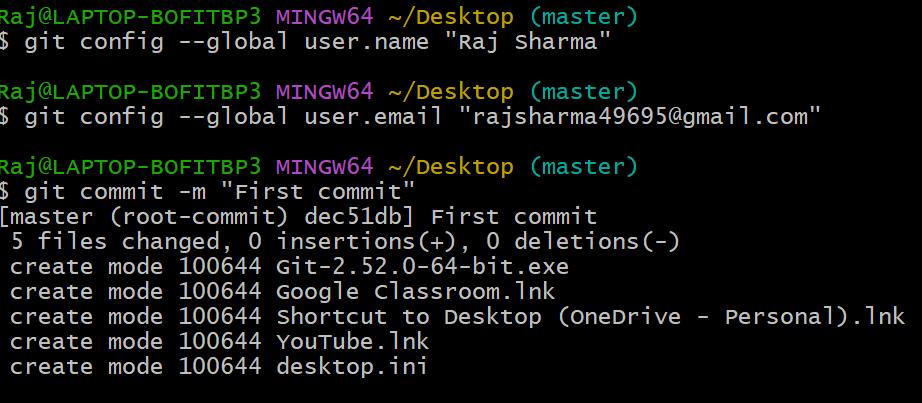 Raj@LAPTOP-BOFITBP3 MINGW64 ~/Desktop (master)
$ git config --global user.name "Raj Sharma"
Raj@LAPTOP-BOFITBP3 MINGW64 ~/Desktop (master)
$ git config --global user.email "rajsharma49695@gmail.com"
Raj@LAPTOP-BOFITBP3 MINGW64 ~/Desktop (master)
$ git commit -m "First commit"
[master (root-commit) dec51db] First commit
 5 files changed, 0 insertions(+), 0 deletions(-)
 create mode 100644 Git-2.52.0-64-bit.exe
 create mode 100644 Google Classroom.lnk
 create mode 100644 Shortcut to Desktop (OneDrive - Personal).lnk
 create mode 100644 YouTube.lnk
 create mode 100644 desktop.ini